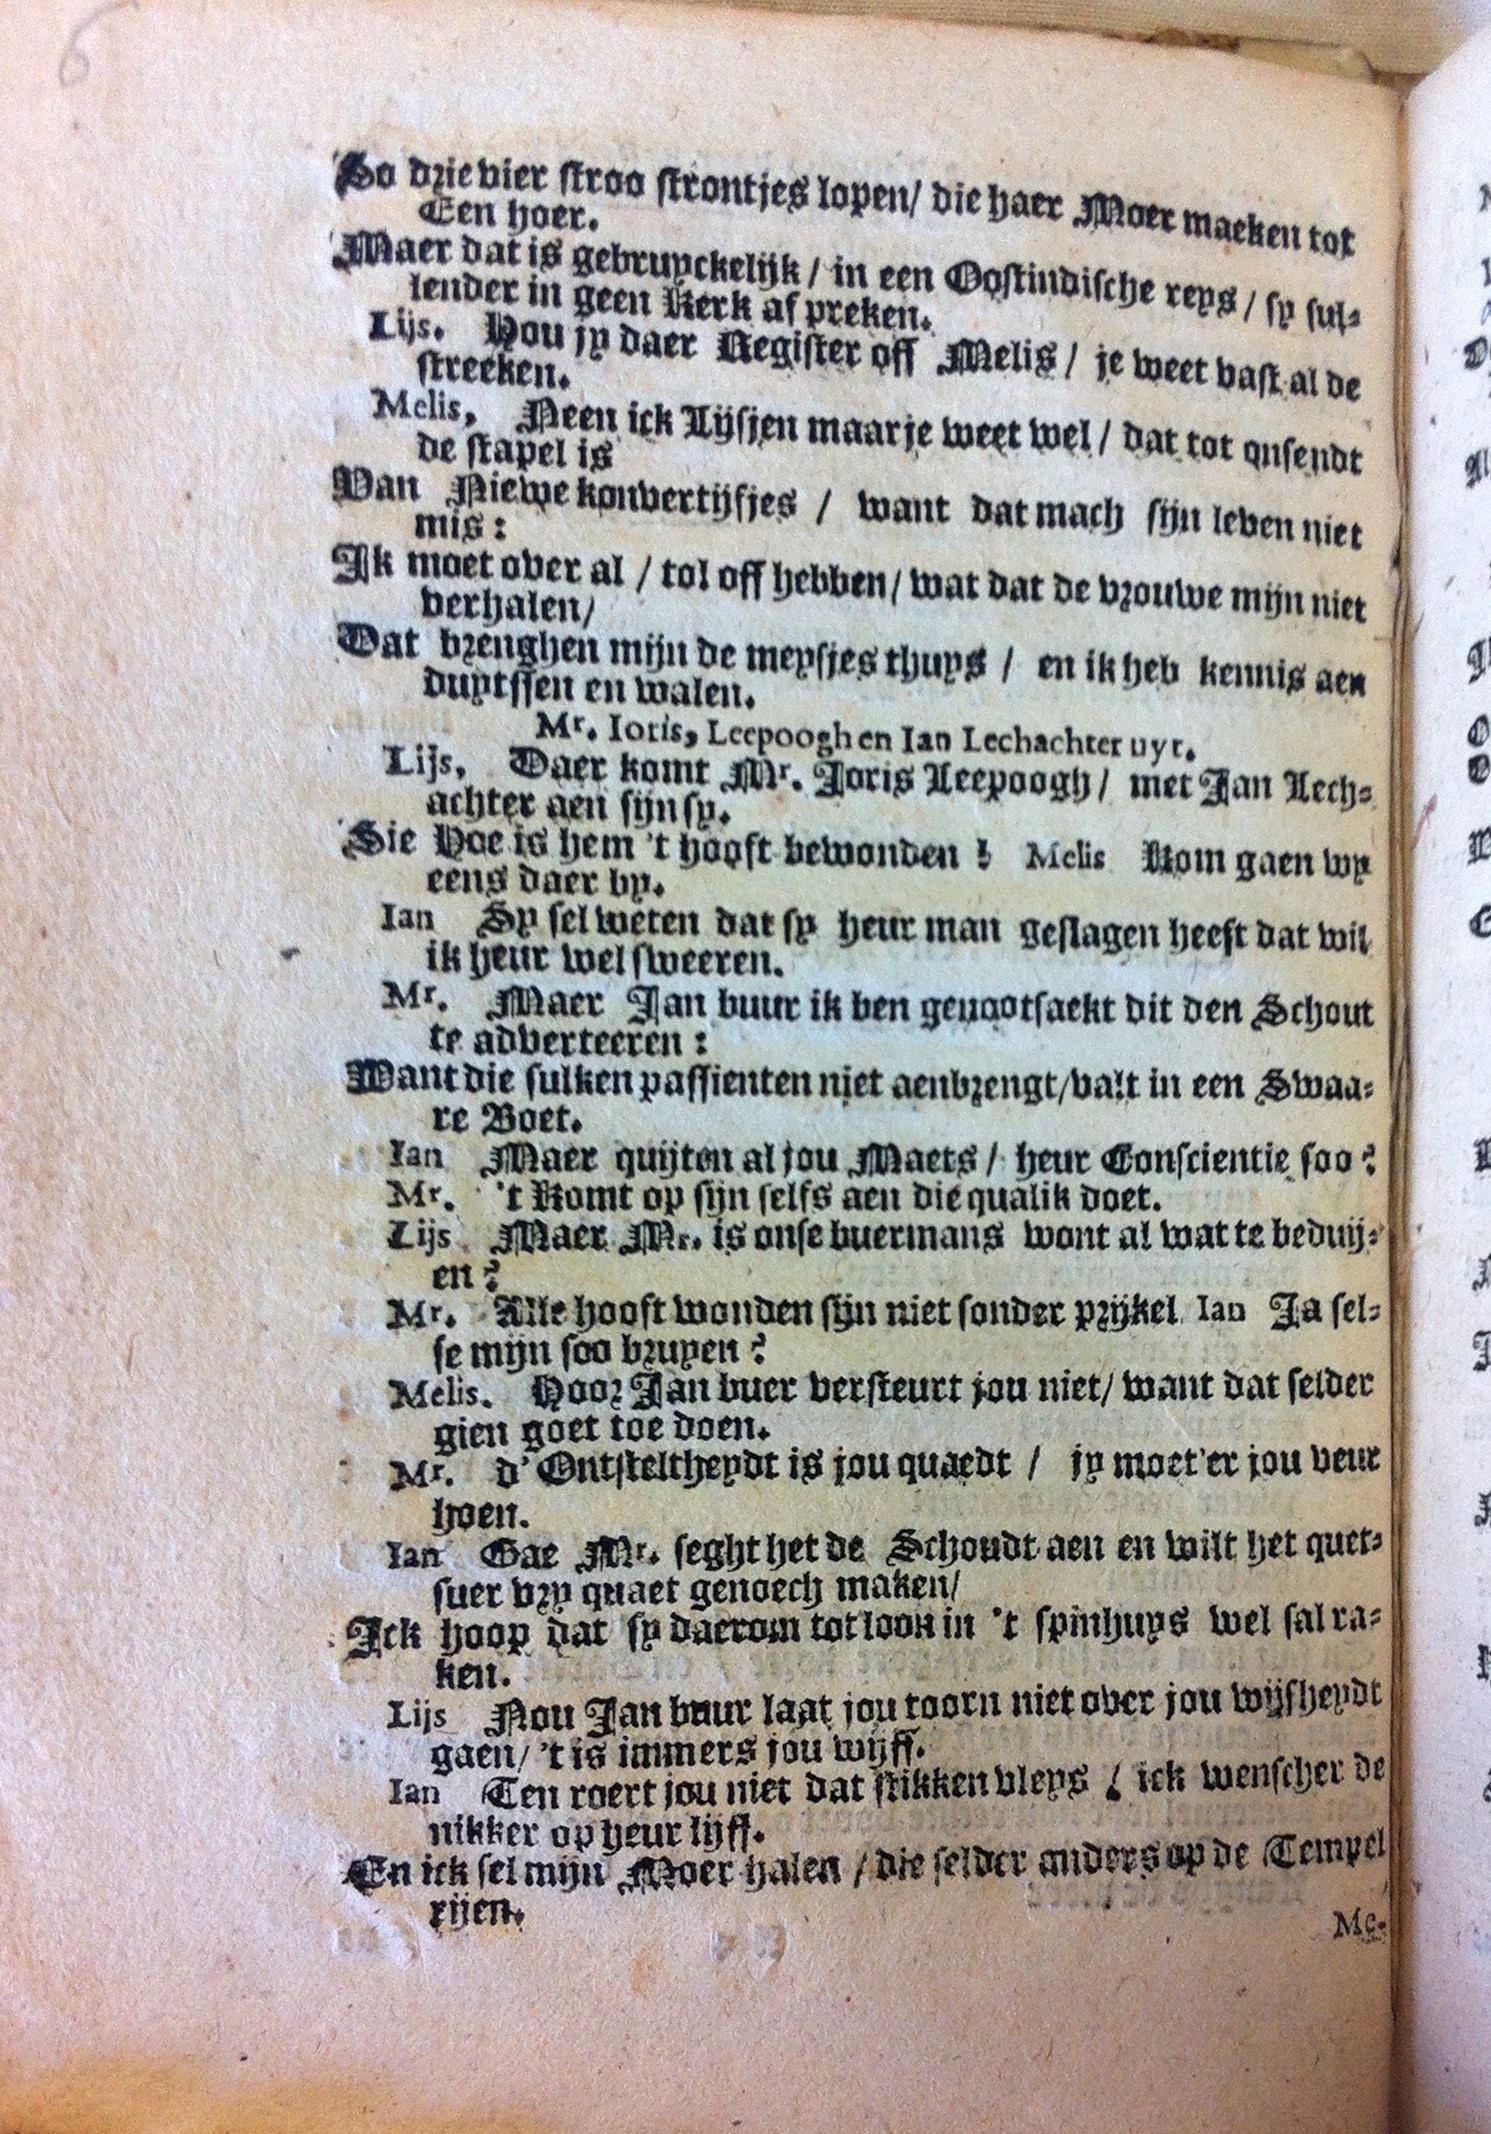 So drie vier stroo strontjes lopen/ die haer Moer maeken tot
Een hoer.
Maer dat is gebruyckelijk / in een Oostindische reys / sy sul-
lender in geen Kerk af preken.
Lijs. Hou jy daer Register off Melis / je weet vast al de
streeken.
Melis, Neen ick Lijsjen maar je weet wel / dat tot onsendt
de stapel is
Van Niewe konvertijfjes / want dat mach sijn leven niet
mis:
Ik moet over al / tol off hebben / wat dat de vrouwe mijn niet
verhalen/
Dat brenghen mijn de meysjes thuys / en ik heb kennis aen
duytssen en walen.
Mr. Ioris, Leepoogh en Ian Lechachter uyt.
Lijs. Daer komt Mr. Joris Leepoogh / met Jan Lech-
achter aen sijn sy.
Sie Hoe is hem 't hooft bewonden ! Melis Kom gaen wy
eens daer by.
Ian Sy sel weten dat sy heur man geslagen heeft dat wil
ik heur wel sweeren.
Mr. Maer Jan buur ik ben genootsaekt dit den Schout
te adverteeren :
Want die sulken passienten niet aenbrengt/valt in een Swaa-
re Boet.
Ian Maer quijten al jou Maets / heur Conscientie soo ?
Mr. 't Komt op sijn selfs aen die qualik doet.
Lijs Maer Mr. is onse buermans wont al wat te beduij-
en ?
Mr. Alle hooft wonden sijn niet sonder prijkel Ian Ja sel-
se mijn soo bruyen ?
Melis. Hoor Jan buer versteurt jou niet/ want dat selder
gien goet toe doen.
Mr. d'Ontsteltheydt is jou quaedt / jy moet'er jou veur
hoen.
Ian Gae Mr. seght het de Schoudt aen en wilt het quet-
suer vry quaet genoech maken/
Ick hoop dat sy daerom tot loon in 't spinhuys wel sal ra-
ken.
Lijs Nou Jan buur laat jou toorn niet over jou wijsheydt
gaen/ 't is immers jou wijff.
Ian Ten roert jou niet dat stikken vleys / ick wenscher de
nikker op heur lijff.
En ick sel mijn Moer halen / die selder anders op de Tempel
rijen.
Me-